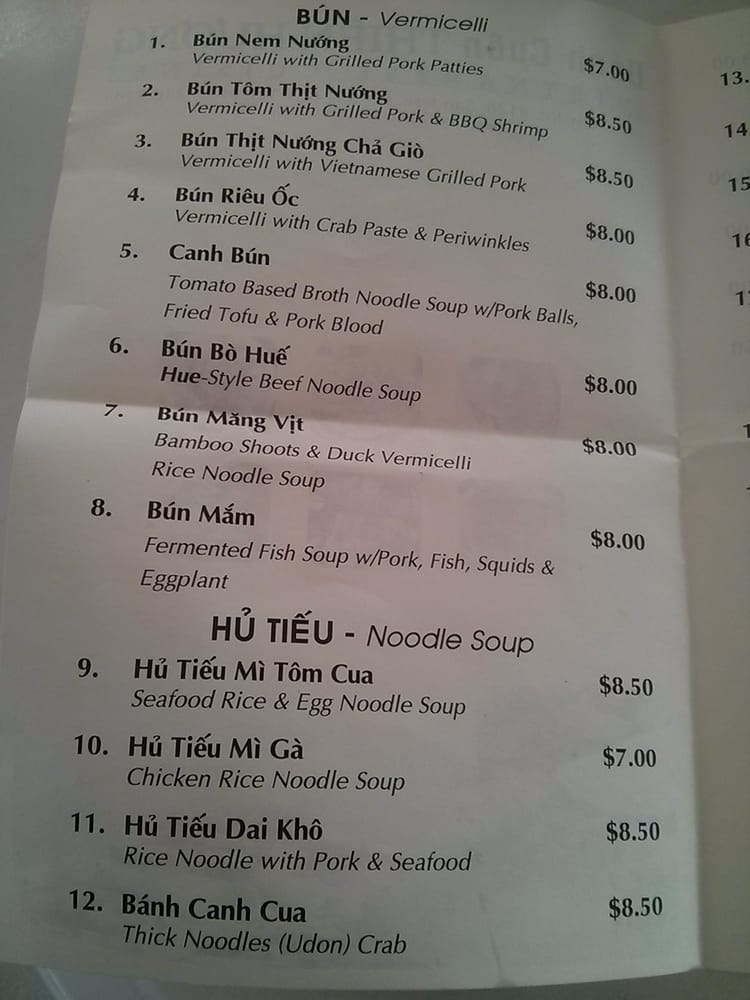 BÚN - Vermicelli
1. Bún Nem Nướng
Vermicelli with Grilled Pork Patties $7.00
2. Bún Tôm Thịt Nướng
Vermicelli with Grilled Pork & BBQ Shrimp $8.50
3. Bún Thịt Nướng Chả Giò
Vermicelli with Vietnamese Grilled Pork $8.50
4. Bún Riêu Ốc
Vermicelli with Crab Paste & Periwinkles $8.00
5. Canh Bún
Tomato Based Broth Noodle Soup w/Pork Balls, $8.00
Fried Tofu & Pork Blood
6. Bún Bò Huế
Hue-Style Beef Noodle Soup $8.00
7. Bún Măng Vịt
Bamboo Shoots & Duck Vermicelli $8.00
Rice Noodle Soup
8. Bún Mắm $8.00
Fermented Fish Soup w/Pork, Fish, Squids &
Eggplant
HỦ TIẾU - Noodle Soup
9. Hủ Tiếu Mì Tôm Cua $8.50
Seafood Rice & Egg Noodle Soup
10. Hủ Tiếu Mì Gà $7.00
Chicken Rice Noodle Soup
11. Hủ Tiếu Dai Khô $8.50
Rice Noodle with Pork & Seafood
12. Bánh Canh Cua $8.50
Thick Noodles (Udon) Crab
13.
14.
15.